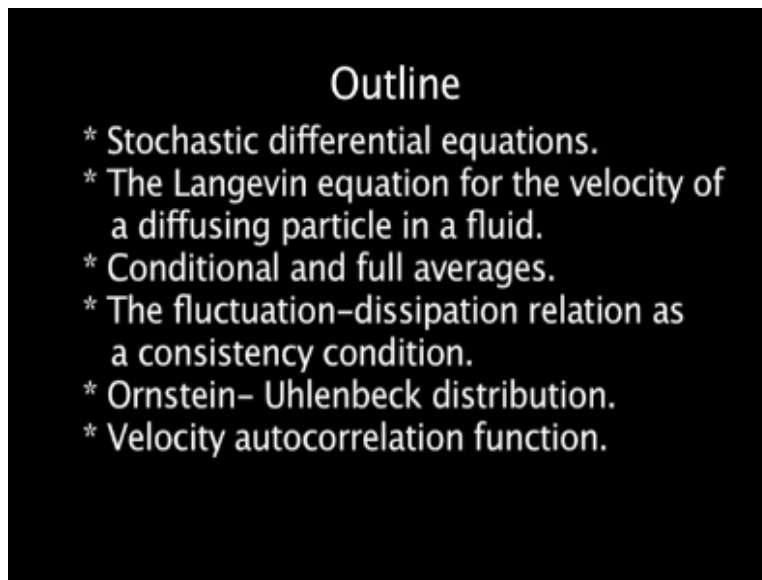 Outline
* Stochastic differential equations.
* The Langevin equation for the velocity of
a diffusing particle in a fluid.
* Conditional and full averages.
* The fluctuation-dissipation relation as
a consistency condition.
* Ornstein- Uhlenbeck distribution.
* Velocity autocorrelation function.